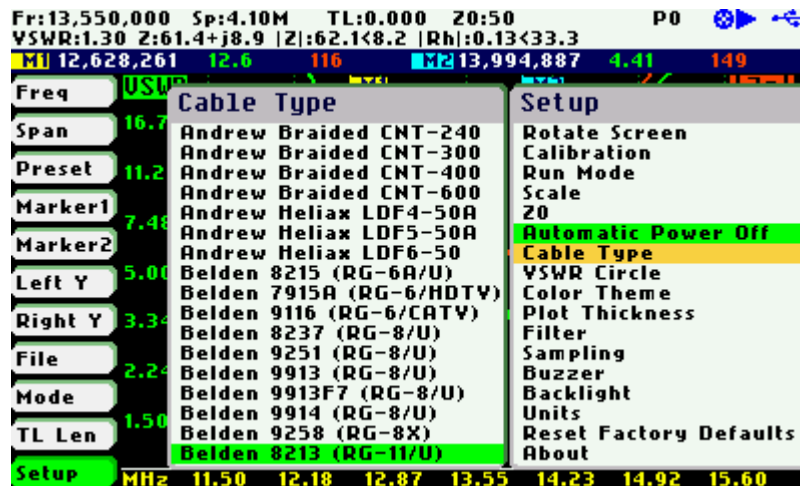 Fr:13,550,000 Sp:4.10M TL:0.000 Z0:50 P0
VSWR:1.30 Z:61.4+j8.9 |Z|:62.1<8.2 |Rh|:0.13<33.3
M1 12,628,261 12.6 116 M2 13,994,887 4.41 149
Freq
Span
Preset
Marker1
Marker2
Left Y
Right Y
File
Mode
TL Len
Setup
VSWR
16.7
11.2
7.48
5.00
3.34
2.24
1.50
Cable Type
Andrew Braided CNT-240
Andrew Braided CNT-300
Andrew Braided CNT-400
Andrew Braided CNT-600
Andrew Heliax LDF4-50A
Andrew Heliax LDF5-50A
Andrew Heliax LDF6-50
Belden 8215 (RG-6A/U)
Belden 7915A (RG-6/HDTV)
Belden 9116 (RG-6/CATV)
Belden 8237 (RG-8/U)
Belden 9251 (RG-8/U)
Belden 9913 (RG-8/U)
Belden 9913F7 (RG-8/U)
Belden 9914 (RG-8/U)
Belden 9258 (RG-8X)
Belden 8213 (RG-11/U)
Setup
Rotate Screen
Calibration
Run Mode
Scale
Z0
Automatic Power Off
Cable Type
VSWR Circle
Color Theme
Plot Thickness
Filter
Sampling
Buzzer
Backlight
Units
Reset Factory Defaults
About
MHz 11.50 12.18 12.87 13.55 14.23 14.92 15.60